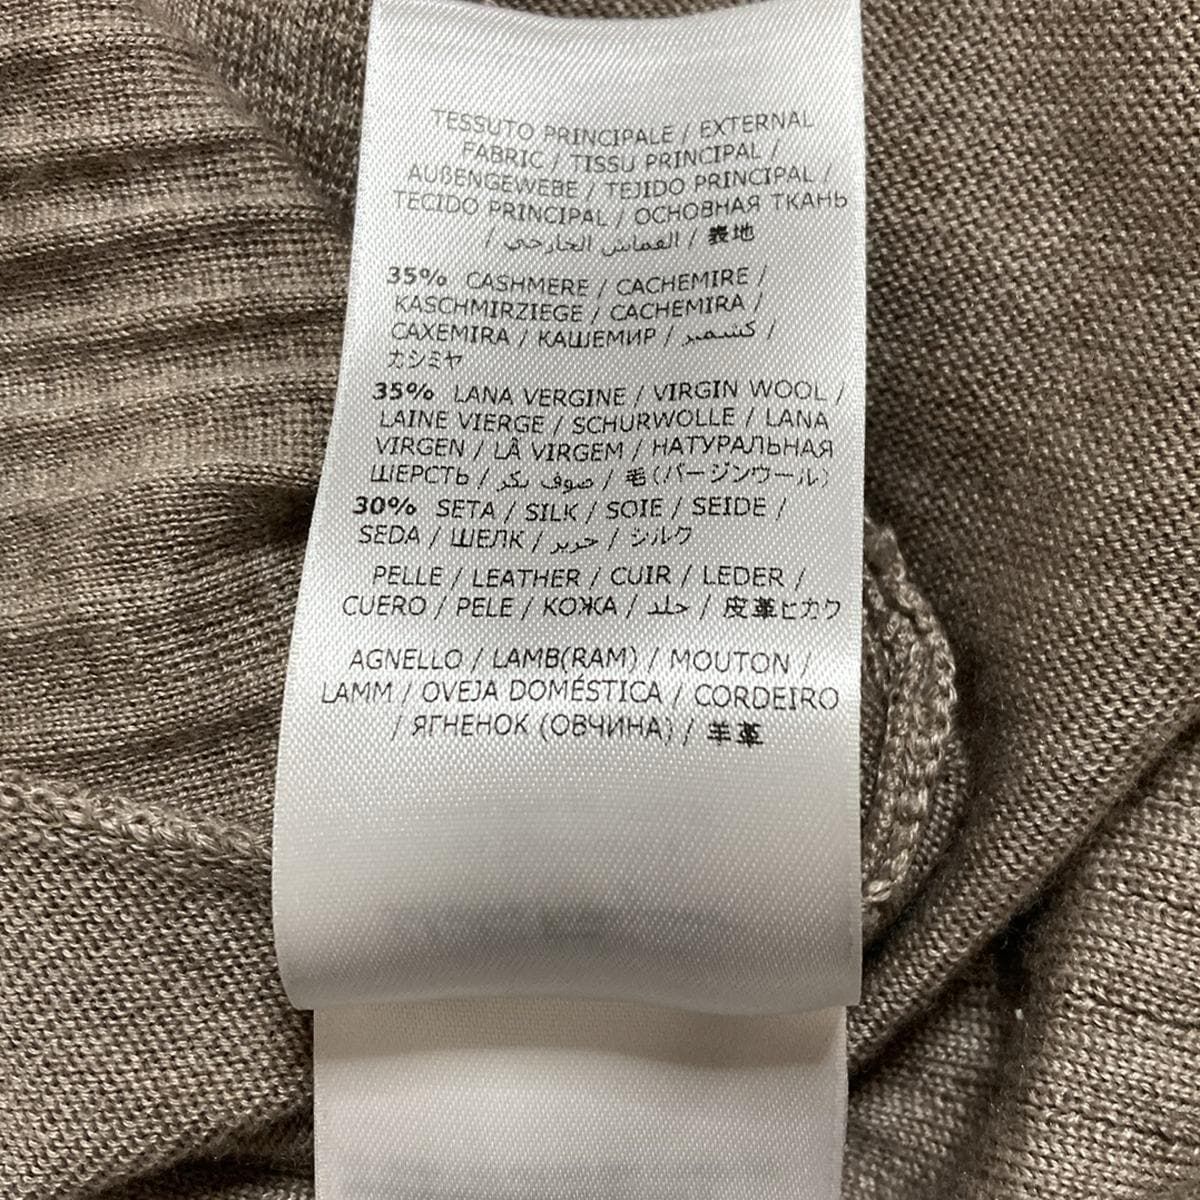 TESSUTO PRINCIPALE / EXTERNAL
FABRIC / TISSU PRINCIPAL /
AUßENGEWEBE / TEJIDO PRINCIPAL /
TECIDO PRINCIPAL / ОСНОВНАЯ ТКАНЬ
/ القماش الخارجي / 表地
35% CASHMERE / CACHEMIRE /
KASCHMIRZIEGE / CACHEMIRA /
CAXEMIRA / КАШЕМИР / كشمير /
カシミヤ
35% LANA VERGINE / VIRGIN WOOL /
LAINE VIERGE / SCHURWOLLE / LANA
VIRGEN / LÃ VIRGEM / НАТУРАЛЬНАЯ
ШЕРСТЬ / صوف بكر / 毛(バージンウール)
30% SETA / SILK / SOIE / SEIDE /
SEDA / ШЕЛК / حرير / シルク
PELLE / LEATHER / CUIR / LEDER /
CUERO / PELE / КОЖА / جلد / 皮革ヒカク
AGNELLO / LAMB(RAM) / MOUTON /
LAMM / OVEJA DOMÉSTICA / CORDEIRO
/ ЯГНЕНОК (ОВЧИНА) / 羊革